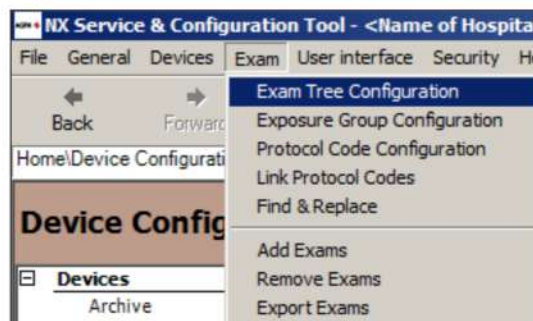 NX Service & Configuration Tool - <Name of Hospita
File General Devices Exam User interface Security H
Back Forward
Home\Device Configurati
Device Config
Devices
Archive
Exam Tree Configuration
Exposure Group Configuration
Protocol Code Configuration
Link Protocol Codes
Find & Replace
Add Exams
Remove Exams
Export Exams